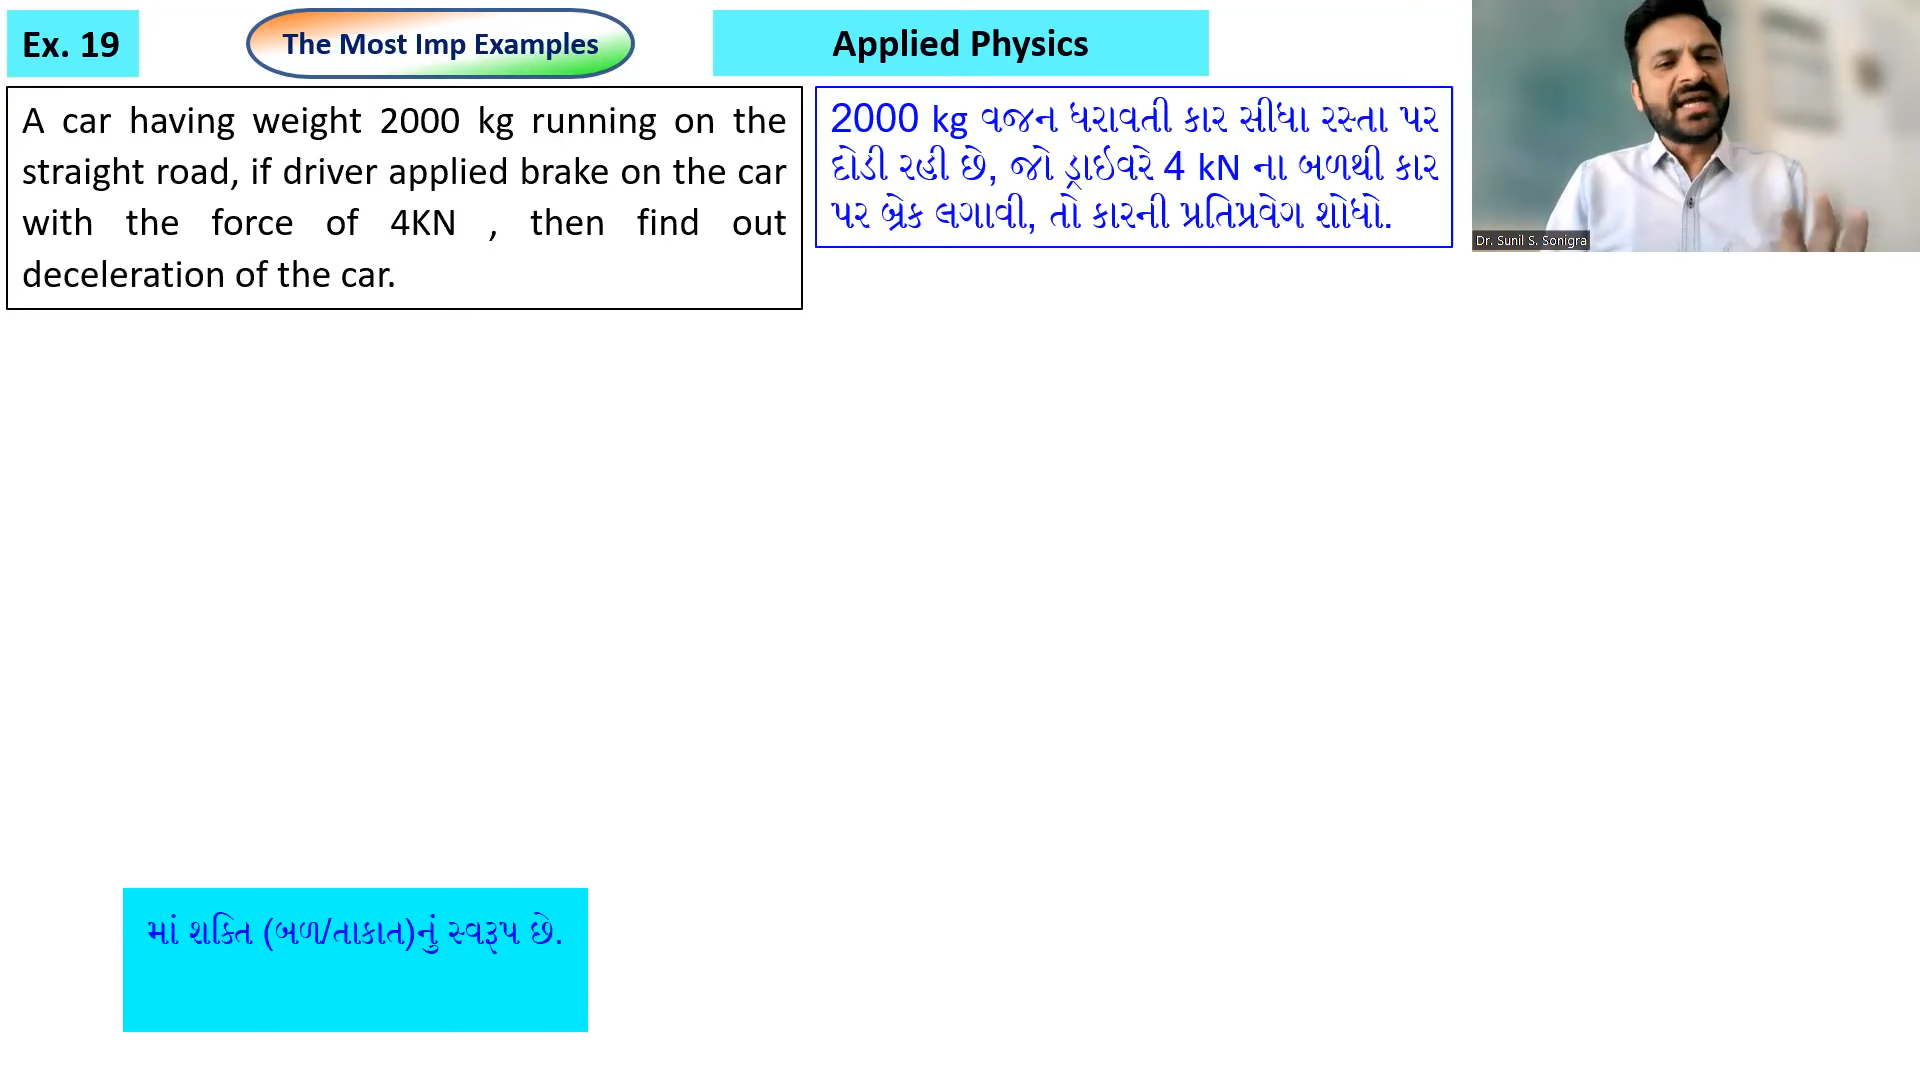 Ex. 19
The Most Imp Examples
Applied Physics
A car having weight 2000 kg running on the
straight road, if driver applied brake on the car
with the force of 4KN , then find out
deceleration of the car.
2000 kg વજન ધરાવતી કાર સીધા રસ્તા પર
દોડી રહી છે, જો ડ્રાઇવરે 4 kN ના બળથી કાર
પર બ્રેક લગાવી, તો કારની પ્રતિપ્રવેગ શોધો.
Dr. Sunil S. Sonigra
માં શક્તિ (બળ/તાકાત)નું સ્વરૂપ છે.